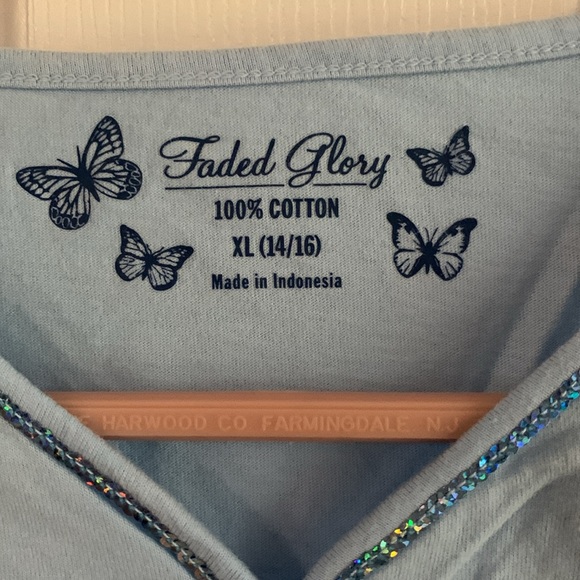 Faded Glory
100% COTTON
XL (14/16)
Made in Indonesia
HARWOOD CO FARMINGDALE N.J.